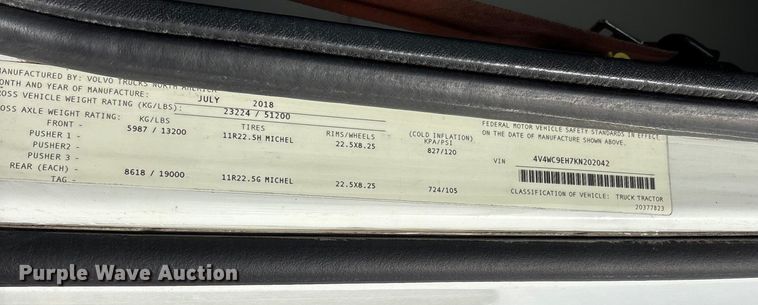 MANUFACTURED BY: VOLVO TRUCKS NORTH AMERICA
MONTH AND YEAR OF MANUFACTURE: JULY 2018
GROSS VEHICLE WEIGHT RATING (KG/LBS): 23224 / 51200
GROSS AXLE WEIGHT RATING: KG/LBS TIRES RIMS/WHEELS (COLD INFLATION) KPA/PSI
FRONT - 5987 / 13200 11R22.5H MICHEL 22.5X8.25 827/120
PUSHER 1 -
PUSHER2 -
PUSHER 3 -
REAR (EACH) - 8618 / 19000 11R22.5G MICHEL 22.5X8.25 724/105
TAG -
FEDERAL MOTOR VEHICLE SAFETY STANDARDS IN EFFECT
ON THE DATE OF MANUFACTURE SHOWN ABOVE.
VIN 4V4WC9EH7KN202042
CLASSIFICATION OF VEHICLE: TRUCK TRACTOR
20377823
Purple Wave Auction